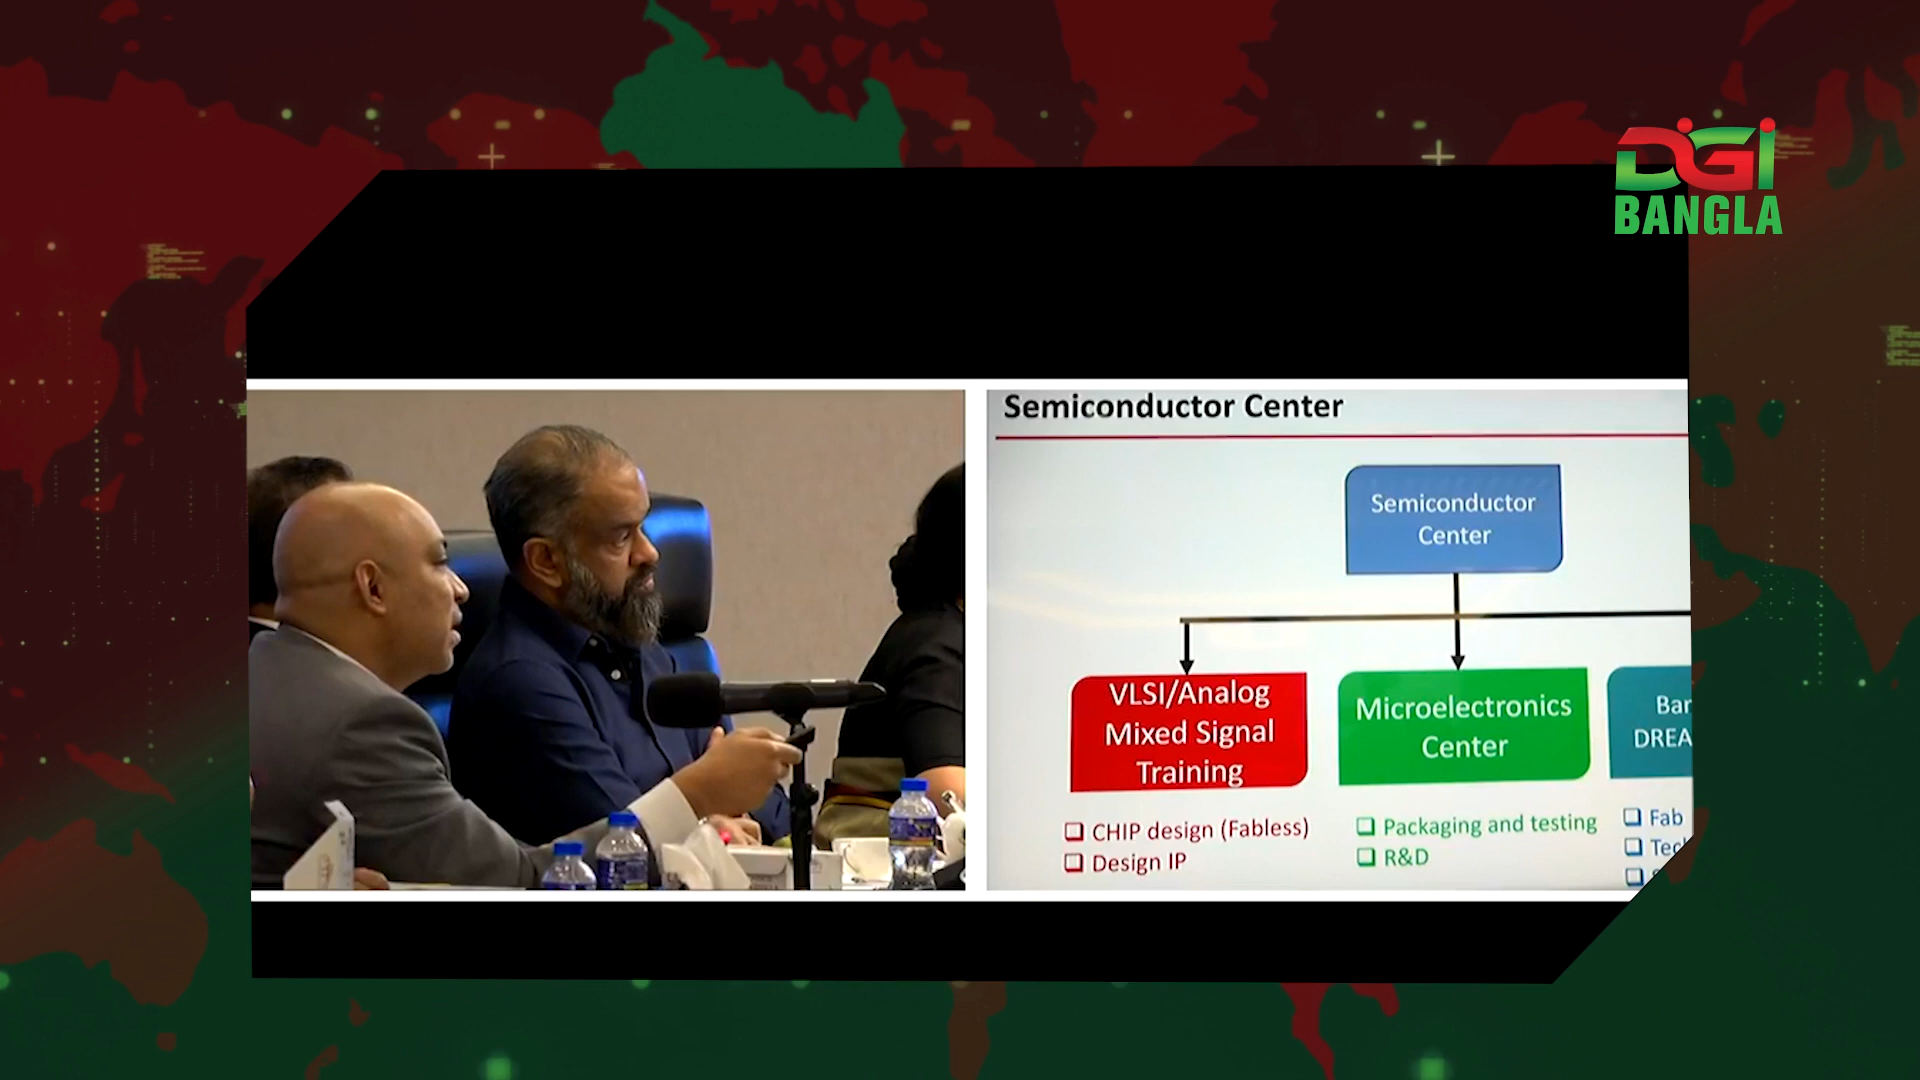 DIGI
BANGLA
Semiconductor Center
Semiconductor
Center
VLSI/Analog
Mixed Signal
Training
Microelectronics
Center
CHIP design (Fabless)
Design IP
Packaging and testing
R&D
Fab